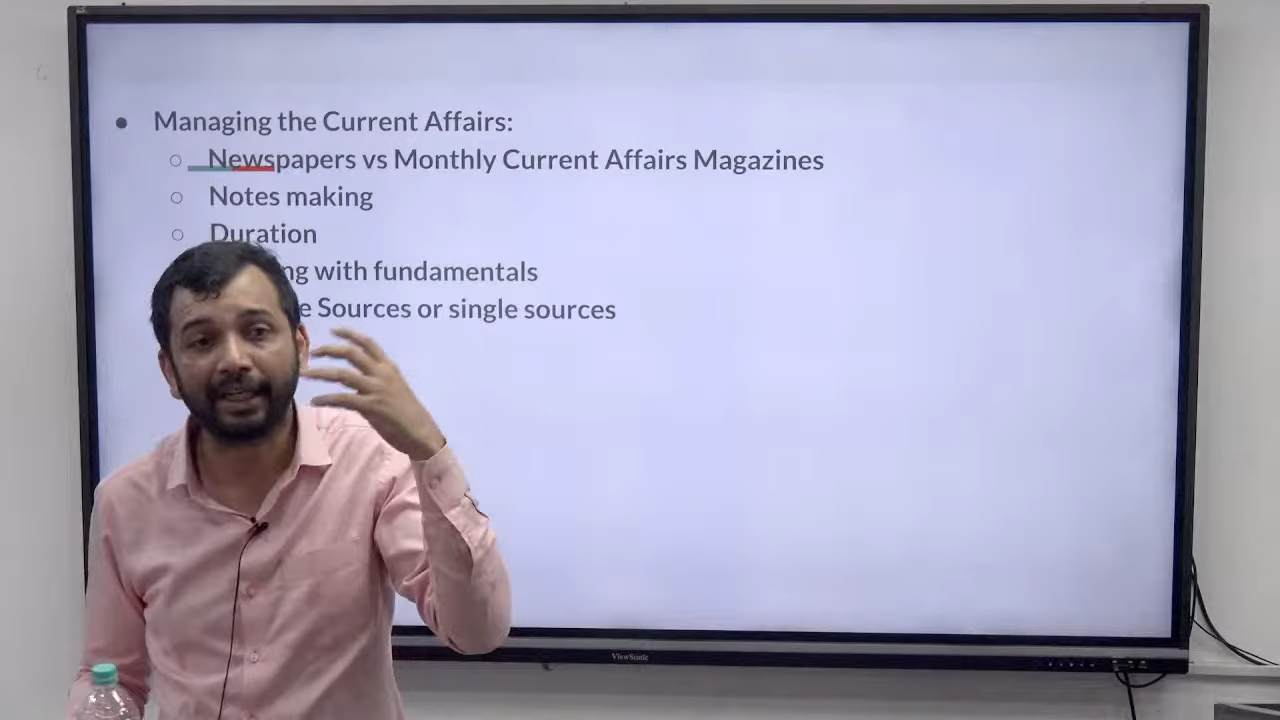 ● Managing the Current Affairs:
○ Newspapers vs Monthly Current Affairs Magazines
○ Notes making
○ Duration
ng with fundamentals
e Sources or single sources
ViewSonic